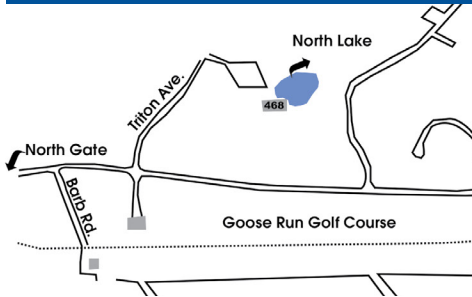 North Lake
468
Triton Ave.
North Gate
Barb Rd.
Goose Run Golf Course